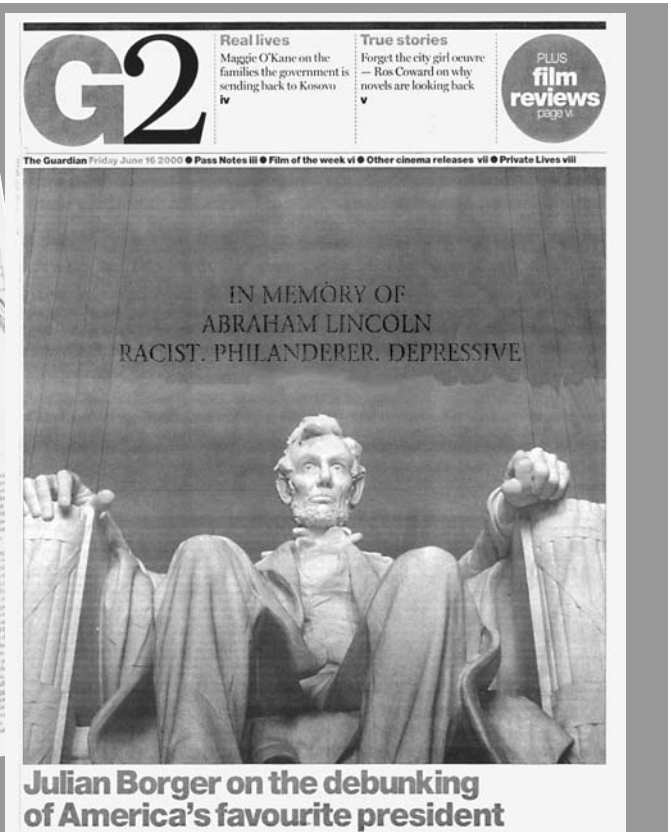 G2
Real lives
Maggie O'Kane on the
families the government is
sending back to Kosovo
iv
True stories
Forget the city girl oeuvre
— Ros Coward on why
novels are looking back
v
PLUS
film
reviews
page vi
The Guardian Friday June 16 2000 ● Pass Notes iii ● Film of the week vi ● Other cinema releases vii ● Private Lives viii
IN MEMORY OF
ABRAHAM LINCOLN
RACIST. PHILANDERER. DEPRESSIVE
Julian Borger on the debunking
of America's favourite president